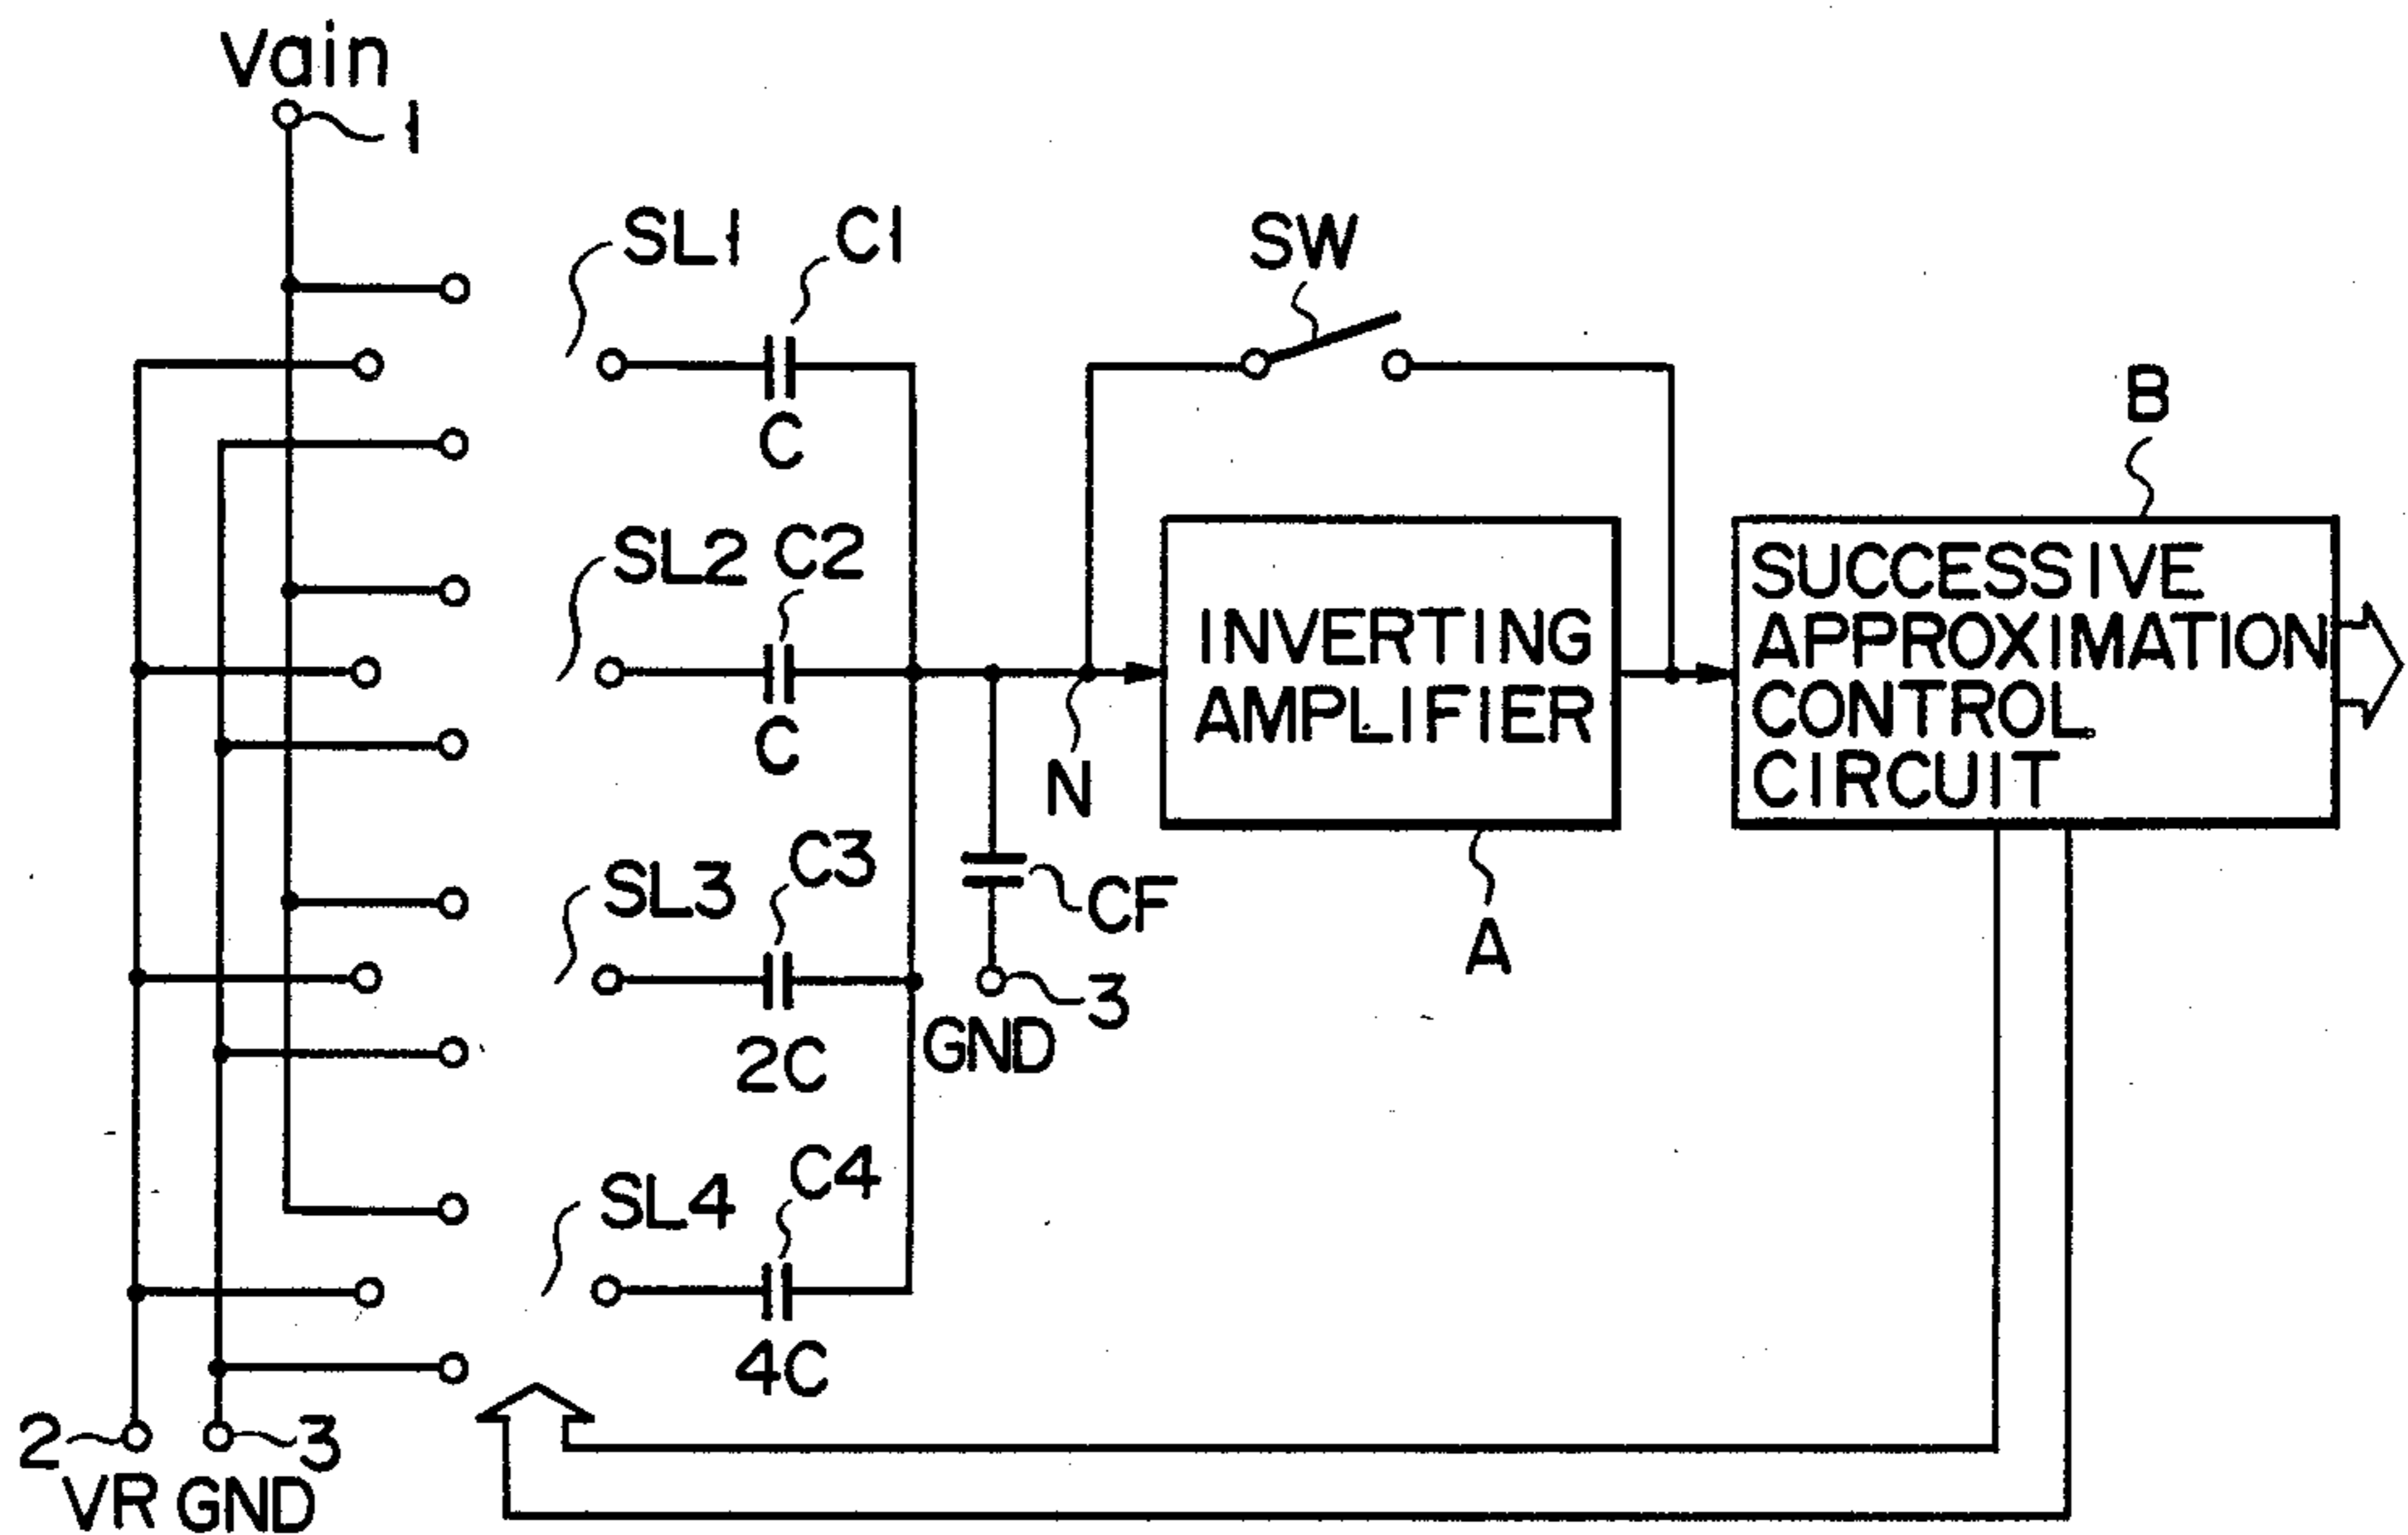 Vain
1
SL1
C1
SW
C
B
SL2
C2
C
N
INVERTING
AMPLIFIER
SUCCESSIVE
APPROXIMATION
CONTROL
CIRCUIT
SL3
C3
CF
A
2C
3
GND
SL4
C4
4C
2
3
VR
GND